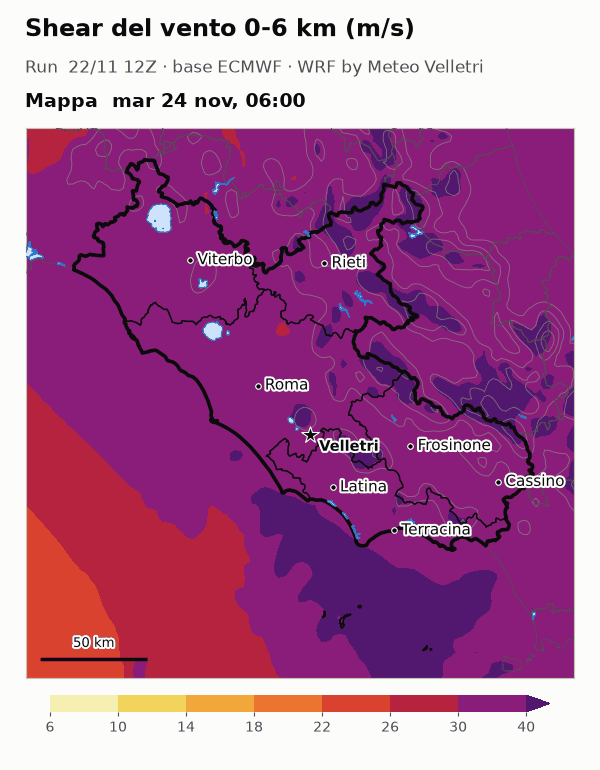 Shear del vento 0-6 km (m/s)
Run  22/11 12Z · base ECMWF · WRF by Meteo Velletri
Mappa  mar 24 nov, 06:00
Viterbo
Rieti
Roma
Velletri
Frosinone
Cassino
Latina
Terracina
50 km
6 10 14 18 22 26 30 40